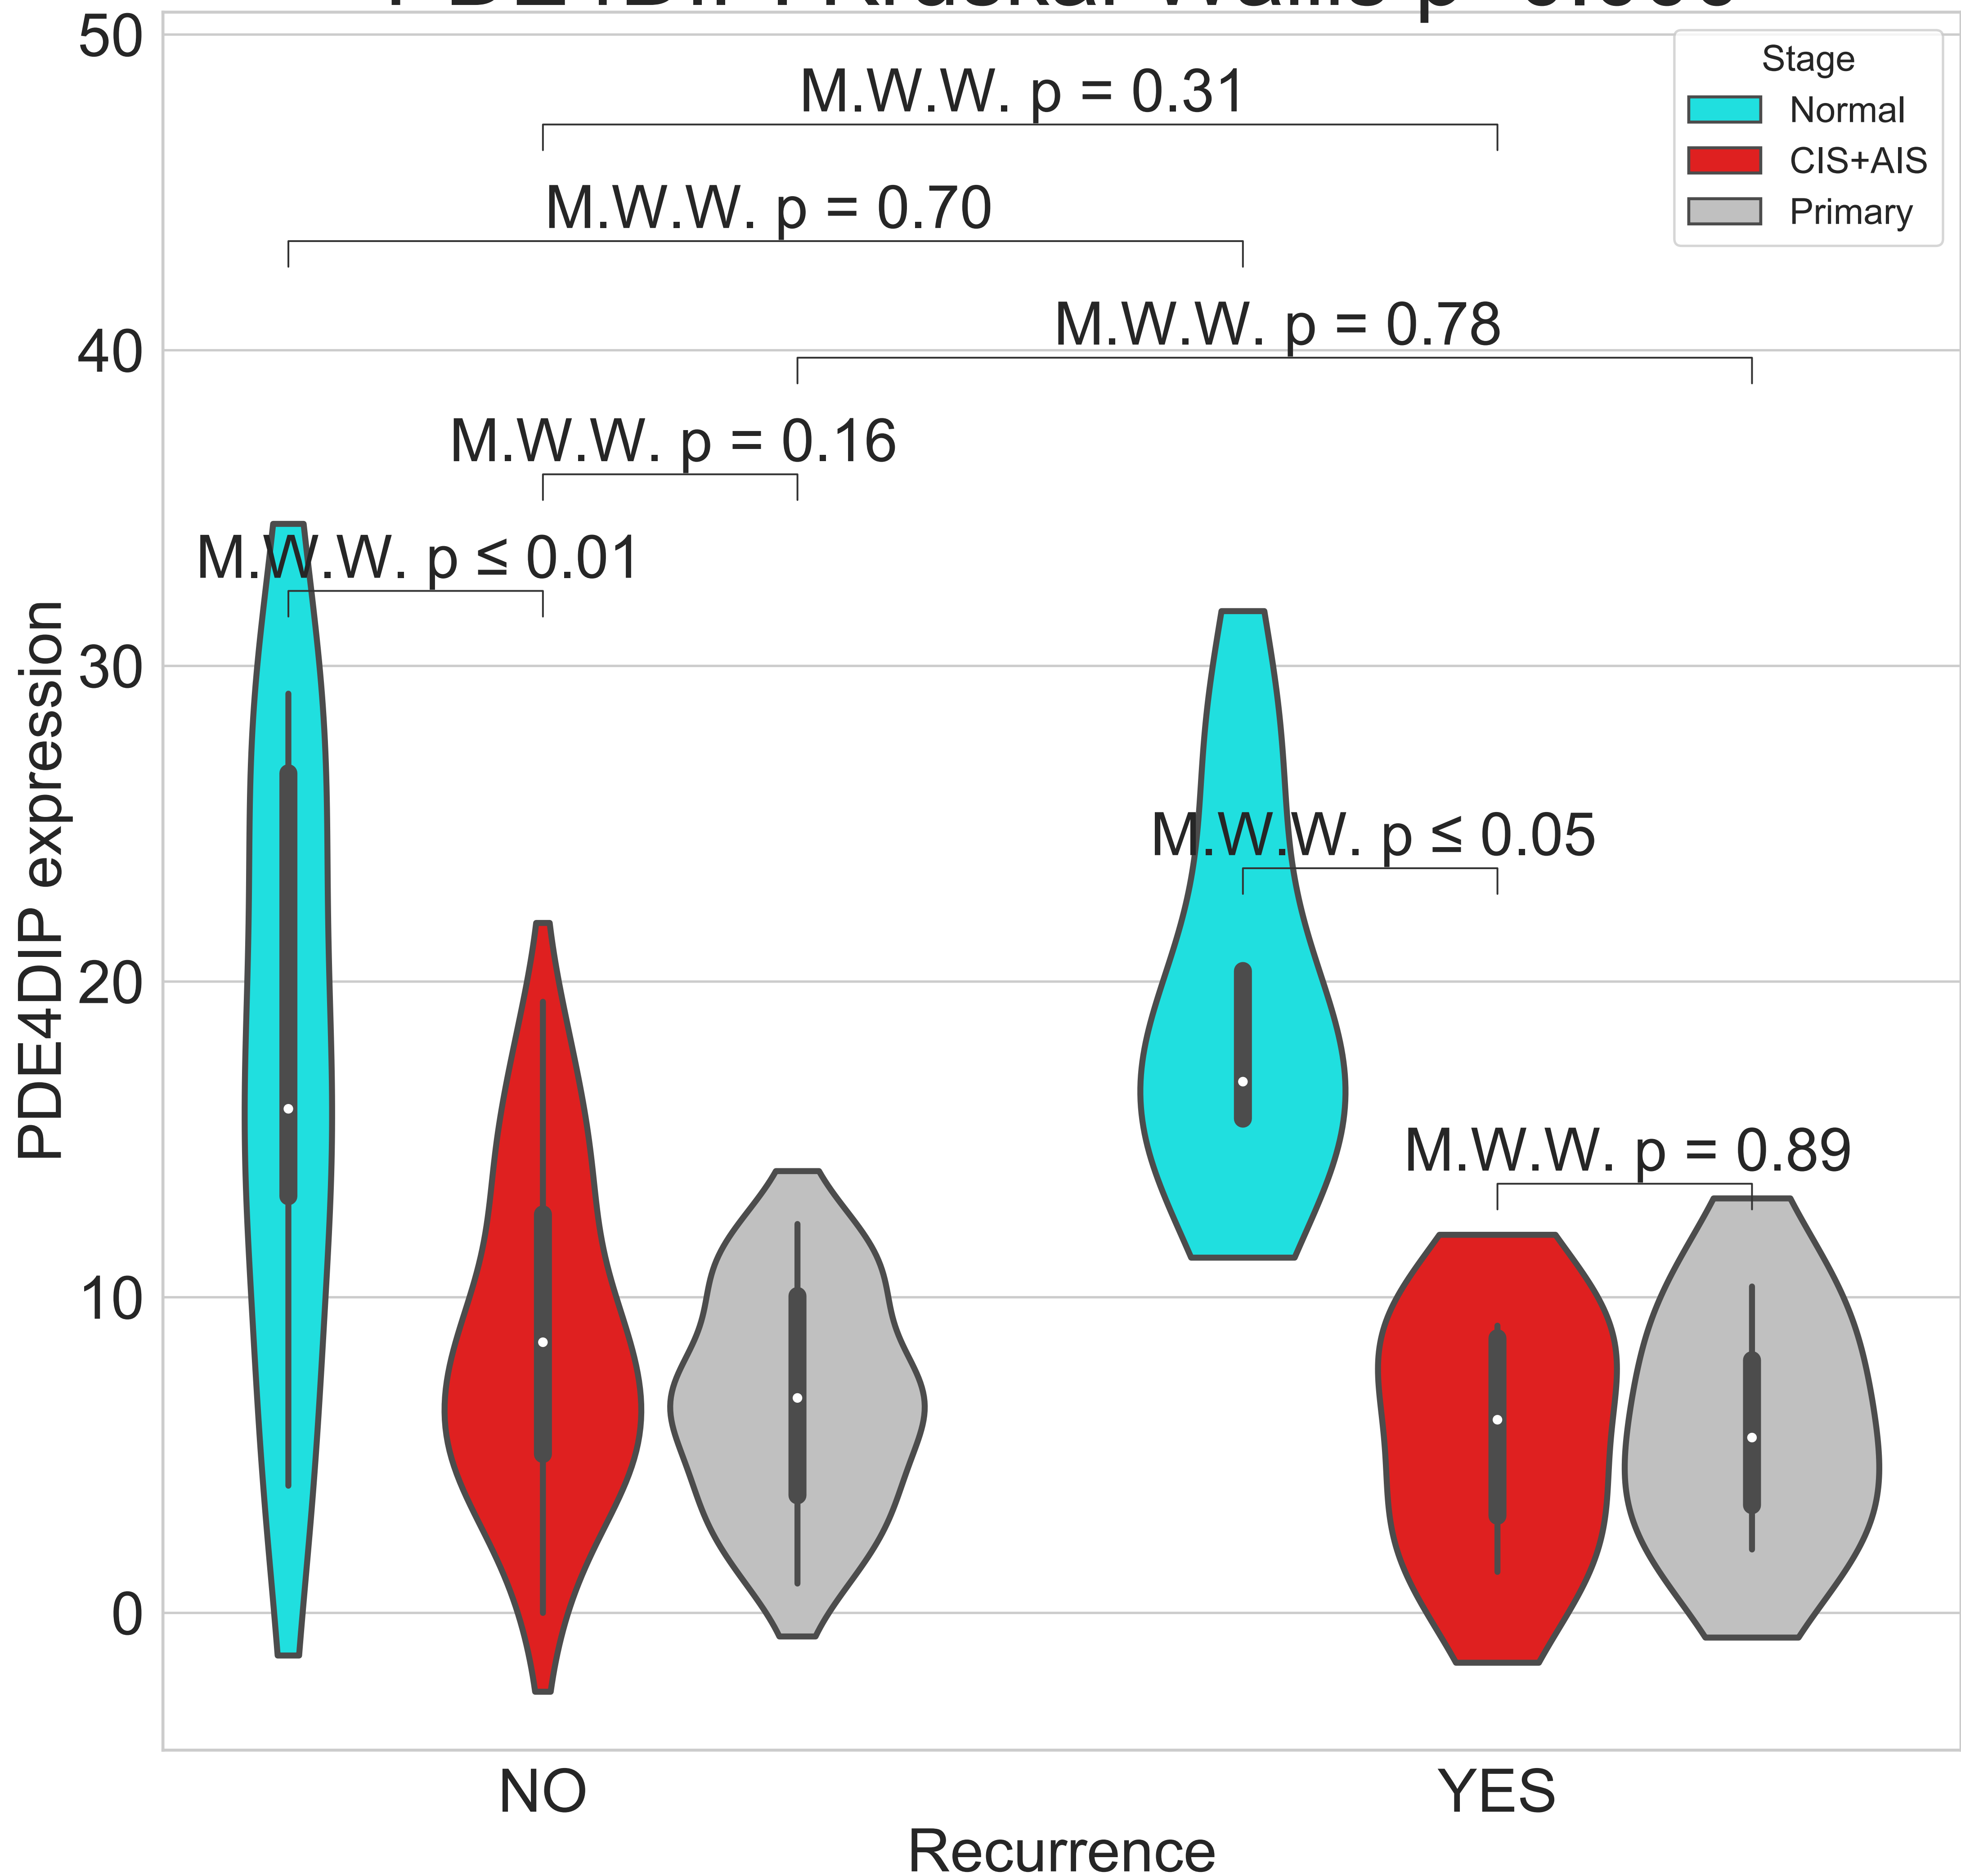 50
M.W.W. p = 0.31
Stage
Normal
CIS+AIS
Primary
M.W.W. p = 0.70
M.W.W. p = 0.78
40
M.W.W. p = 0.16
M.W.W. p ≤ 0.01
30
M.W.W. p ≤ 0.05
20
M.W.W. p = 0.89
10
0
PDE4DIP expression
NO
YES
Recurrence